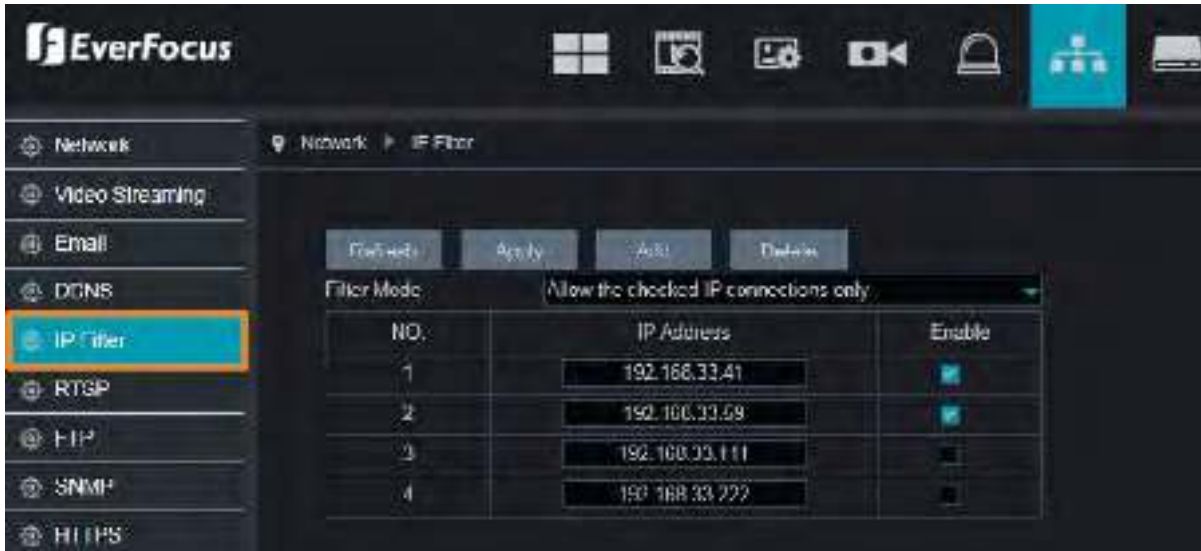 EverFocus
Network
Network IP Filter
Video Streaming
Email
Refresh Apply Add Delete
DDNS
Filter Mode Allow the checked IP connections only
IP Filter
NO. IP Address Enable
1 192.168.33.41
RTSP
2 192.168.33.59
FTP
3 192.168.33.111
SNMP
4 192.168.33.222
HTTPS